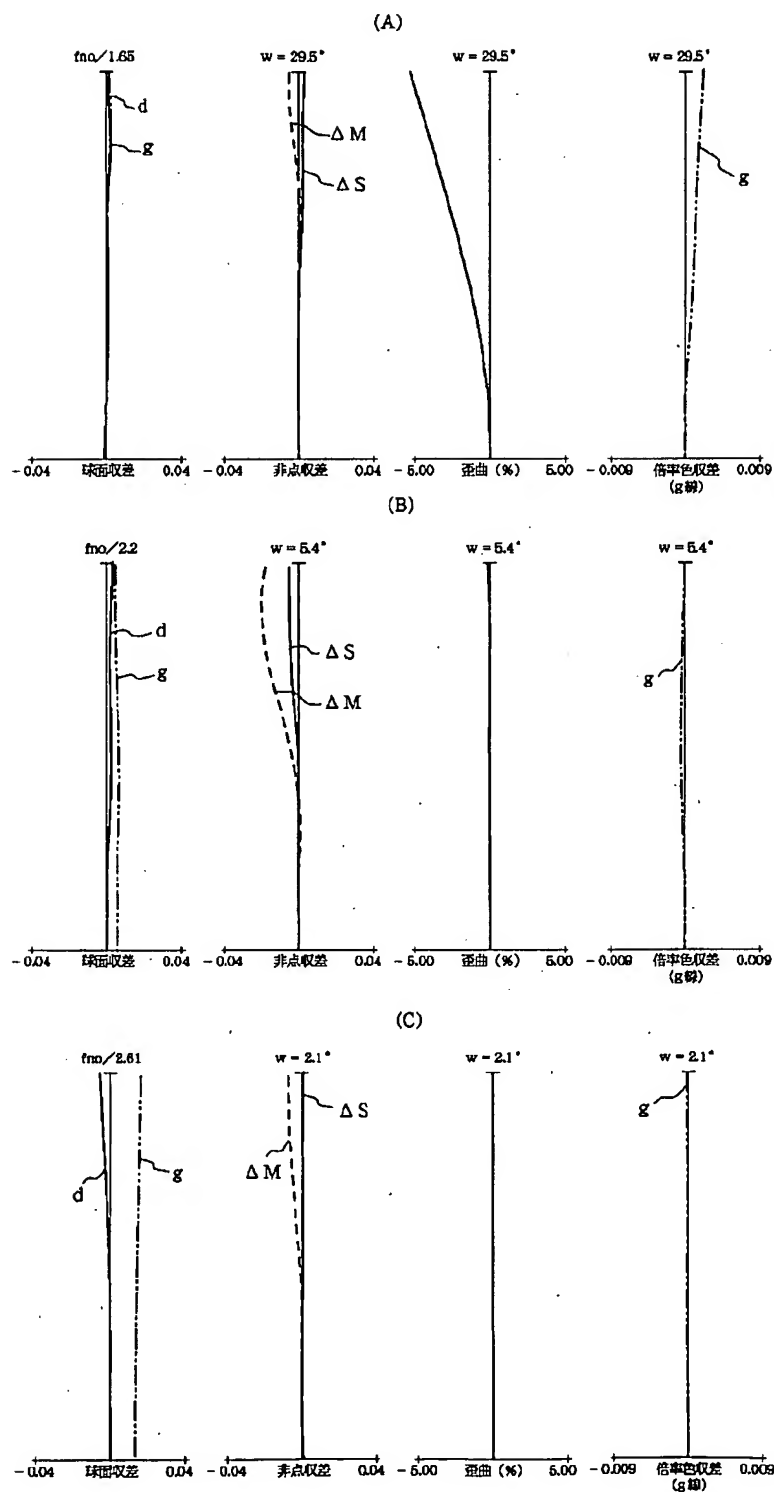 (A)
fno／1.65 w = 29.5° w = 29.5° w = 29.5°
d
g
Δ M
Δ S
g
-0.04 球面収差 0.04 -0.04 非点収差 0.04 -5.00 歪曲 (%) 5.00 -0.009 倍率色収差 0.009
(g線)
(B)
fno／2.2 w = 5.4° w = 5.4° w = 5.4°
d
g
Δ S
Δ M
g
-0.04 球面収差 0.04 -0.04 非点収差 0.04 -5.00 歪曲 (%) 5.00 -0.009 倍率色収差 0.009
(g線)
(C)
fno／2.61 w = 2.1° w = 2.1° w = 2.1°
d
g
Δ S
Δ M
g
-0.04 球面収差 0.04 -0.04 非点収差 0.04 -5.00 歪曲 (%) 5.00 -0.009 倍率色収差 0.009
(g線)